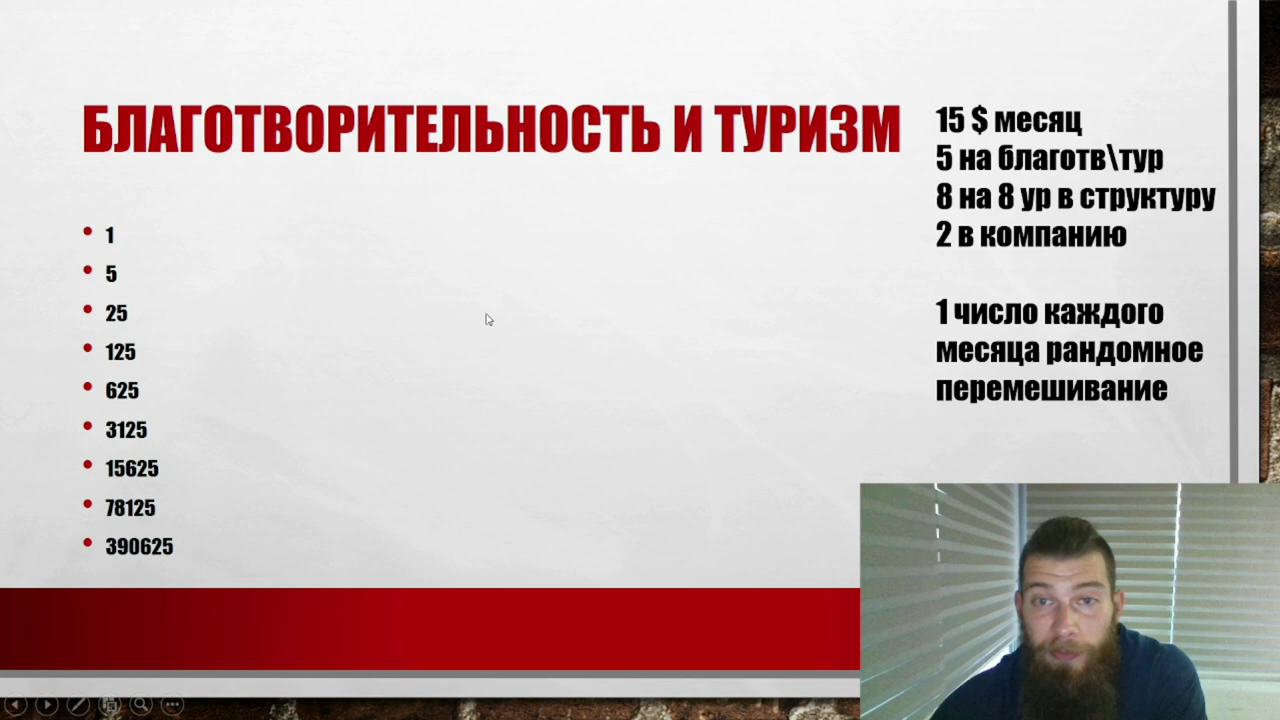 БЛАГОТВОРИТЕЛЬНОСТЬ И ТУРИЗМ
1
5
25
125
625
3125
15625
78125
390625
15 $ месяц
5 на благотв\тур
8 на 8 ур в структуру
2 в компанию
1 число каждого
месяца рандомное
перемешивание